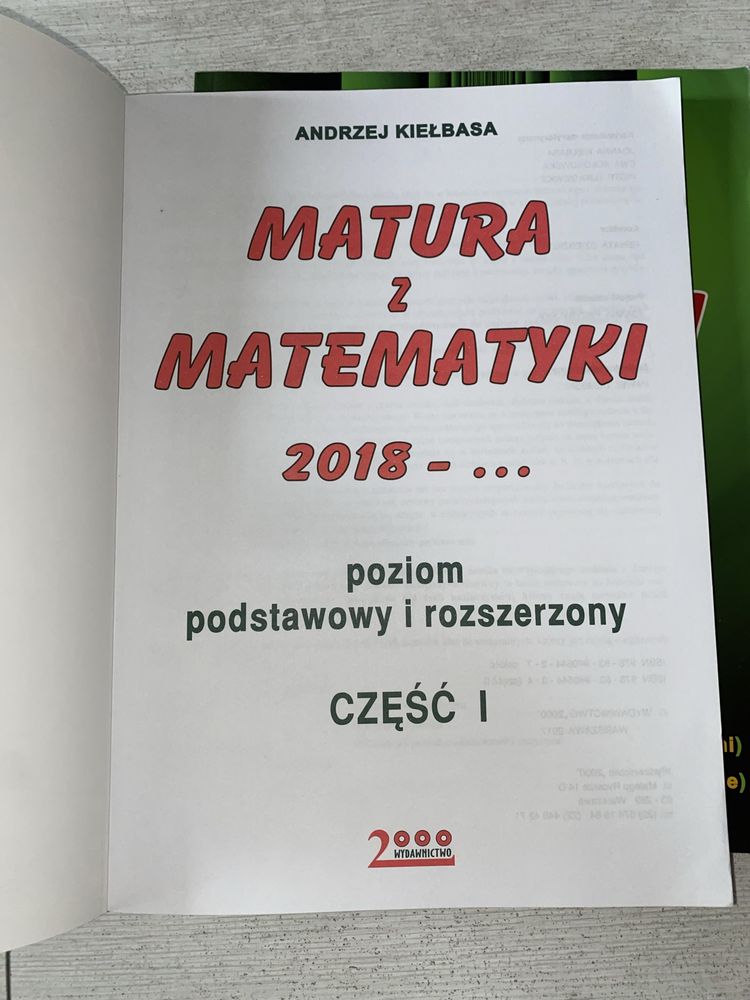 ANDRZEJ KIEŁBASA
MATURA
Z
MATEMATYKI
2018 - ...
poziom
podstawowy i rozszerzony
CZĘŚĆ I
2000
WYDAWNICTWO